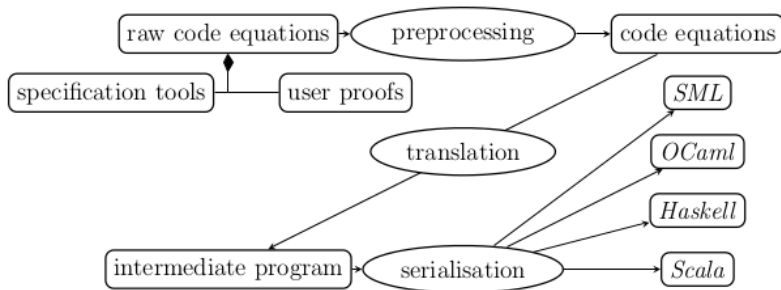 raw code equations
preprocessing
code equations
specification tools
user proofs
SML
translation
OCaml
Haskell
intermediate program
serialisation
Scala